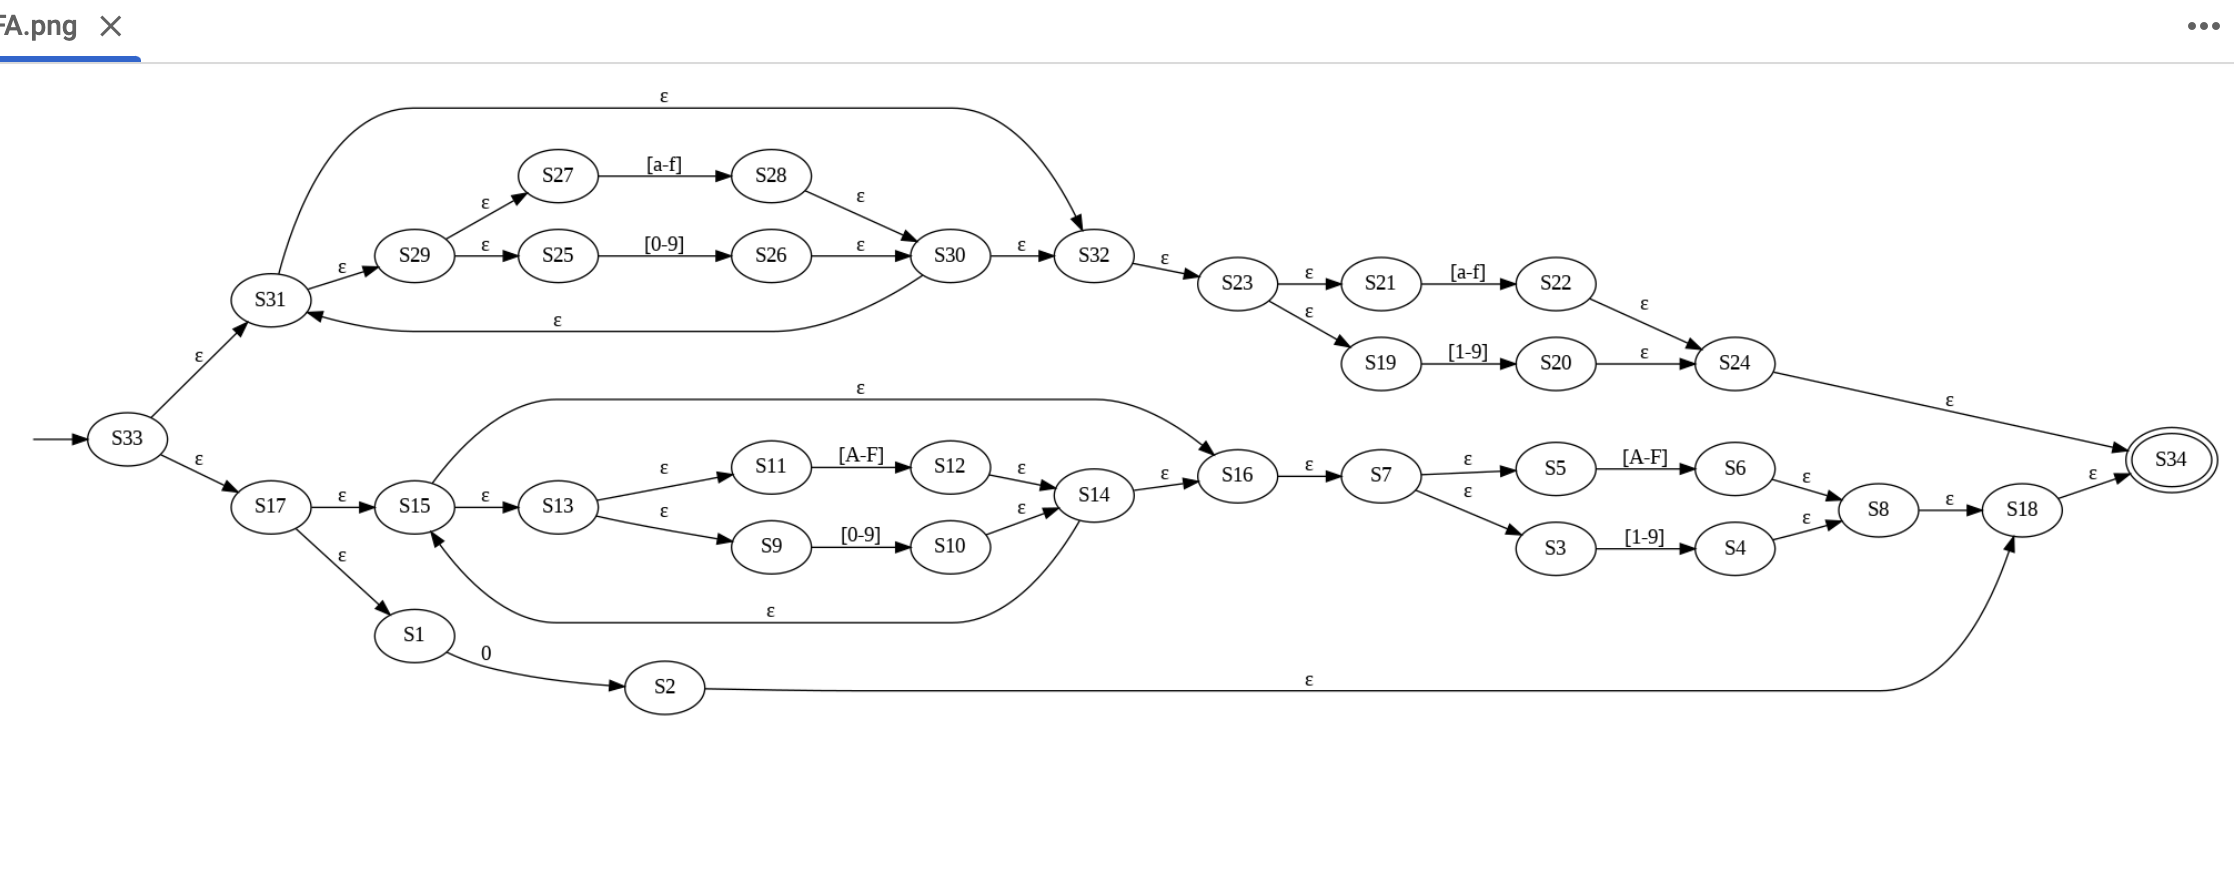 FA.png
ε
S27 [a-f] S28
ε ε
S29 ε S25 [0-9] S26 ε S30 ε S32
ε ε S23 ε S21 [a-f] S22
S31 ε ε
ε
ε S19 [1-9] S20 ε S24
ε ε
S33
ε S11 [A-F] S12 ε [A-F]
ε ε S5 S6 ε S34
S17 ε S15 ε S13 S14 ε S16 ε S7 ε S8 ε S18 ε
ε ε
S9 [0-9] S10 S3 [1-9] S4 ε
ε
ε
S1
0
S2 ε